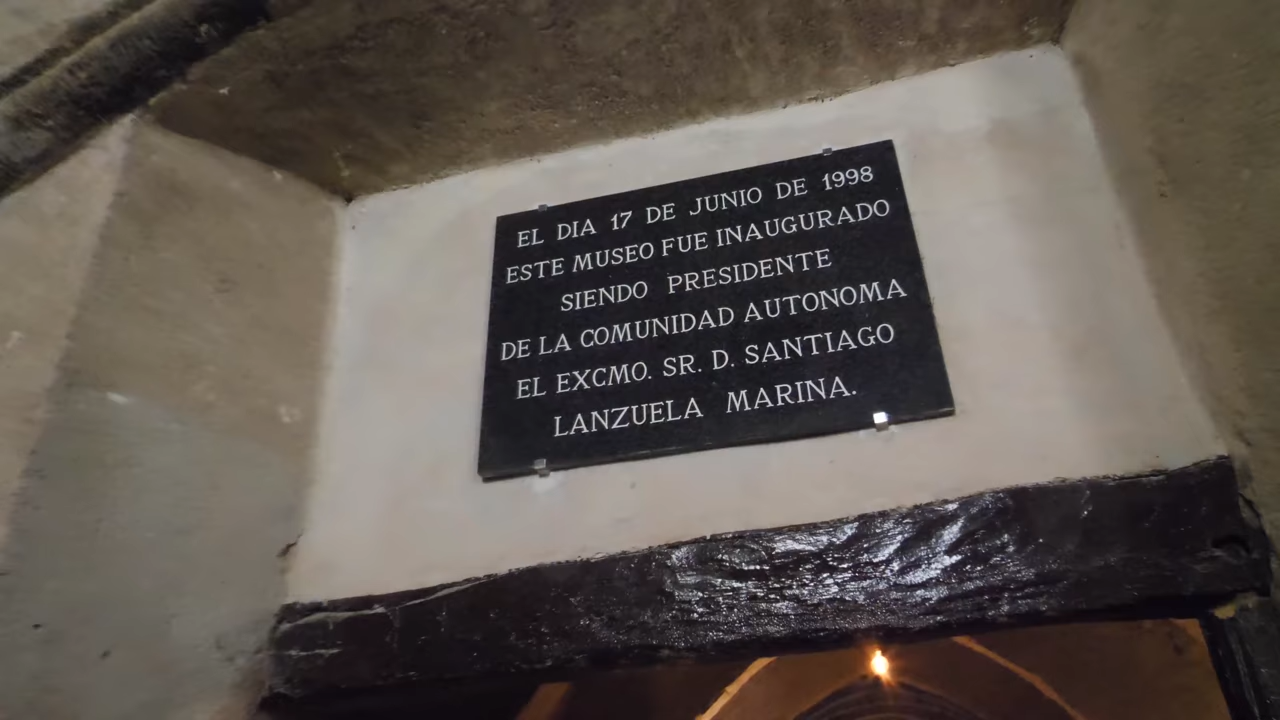 EL DIA 17 DE JUNIO DE 1998
ESTE MUSEO FUE INAUGURADO
SIENDO PRESIDENTE
DE LA COMUNIDAD AUTONOMA
EL EXCMO. SR. D. SANTIAGO
LANZUELA MARINA.